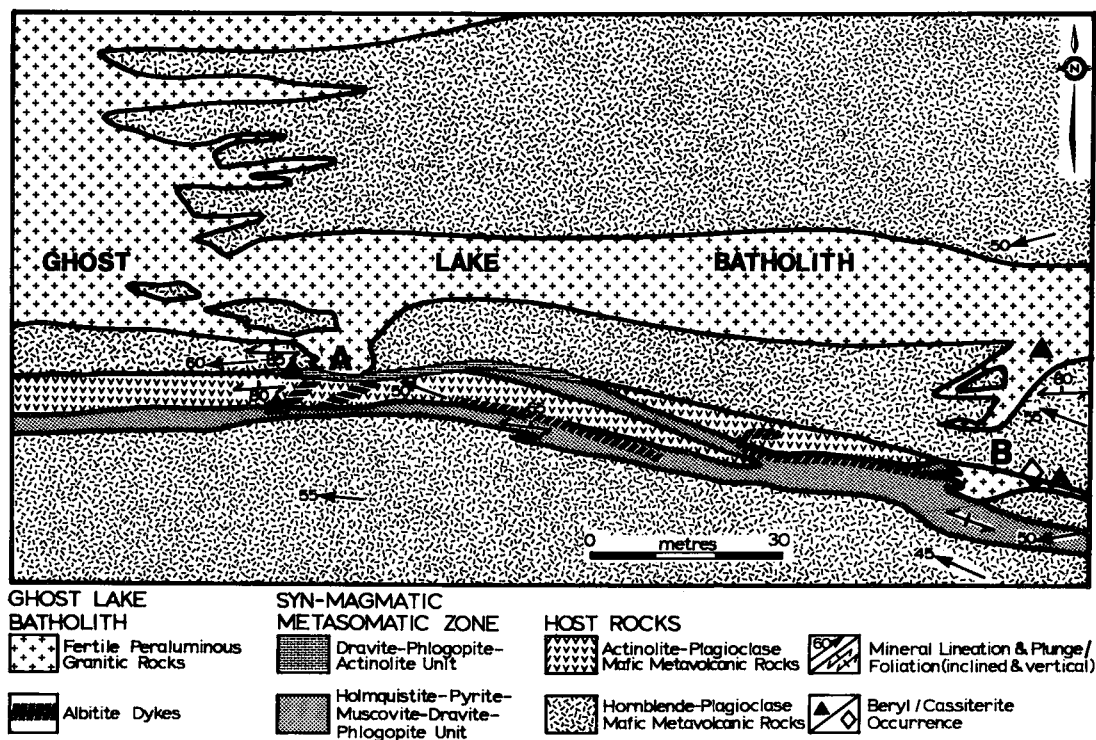 N
50
GHOST LAKE BATHOLITH
A
60
85
80
50
60
55
B
55
0 metres 30
50
45
GHOST LAKE
BATHOLITH
Fertile Peraluminous
Granitic Rocks
Albitite Dykes
SYN-MAGMATIC
METASOMATIC ZONE
Dravite-Phlogopite-
Actinolite Unit
Holmquistite-Pyrite-
Muscovite-Dravite-
Phlogopite Unit
HOST ROCKS
Actinolite-Plagioclase
Mafic Metavolcanic Rocks
Hornblende-Plagioclase
Mafic Metavolcanic Rocks
60
Mineral Lineation & Plunge/
Foliation(inclined & vertical)
Beryl/Cassiterite
Occurrence